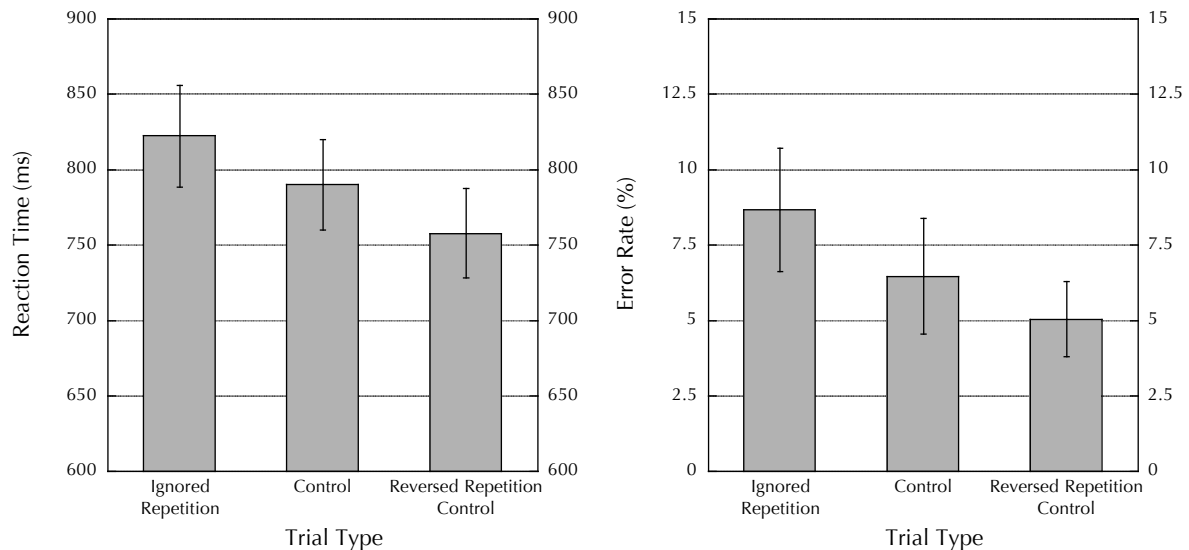 Reaction Time (ms)
900
850
800
750
700
650
600
900
850
800
750
700
650
600
Ignored
Repetition
Control
Reversed Repetition
Control
Trial Type
Error Rate (%)
15
12.5
10
7.5
5
2.5
0
15
12.5
10
7.5
5
2.5
0
Ignored
Repetition
Control
Reversed Repetition
Control
Trial Type